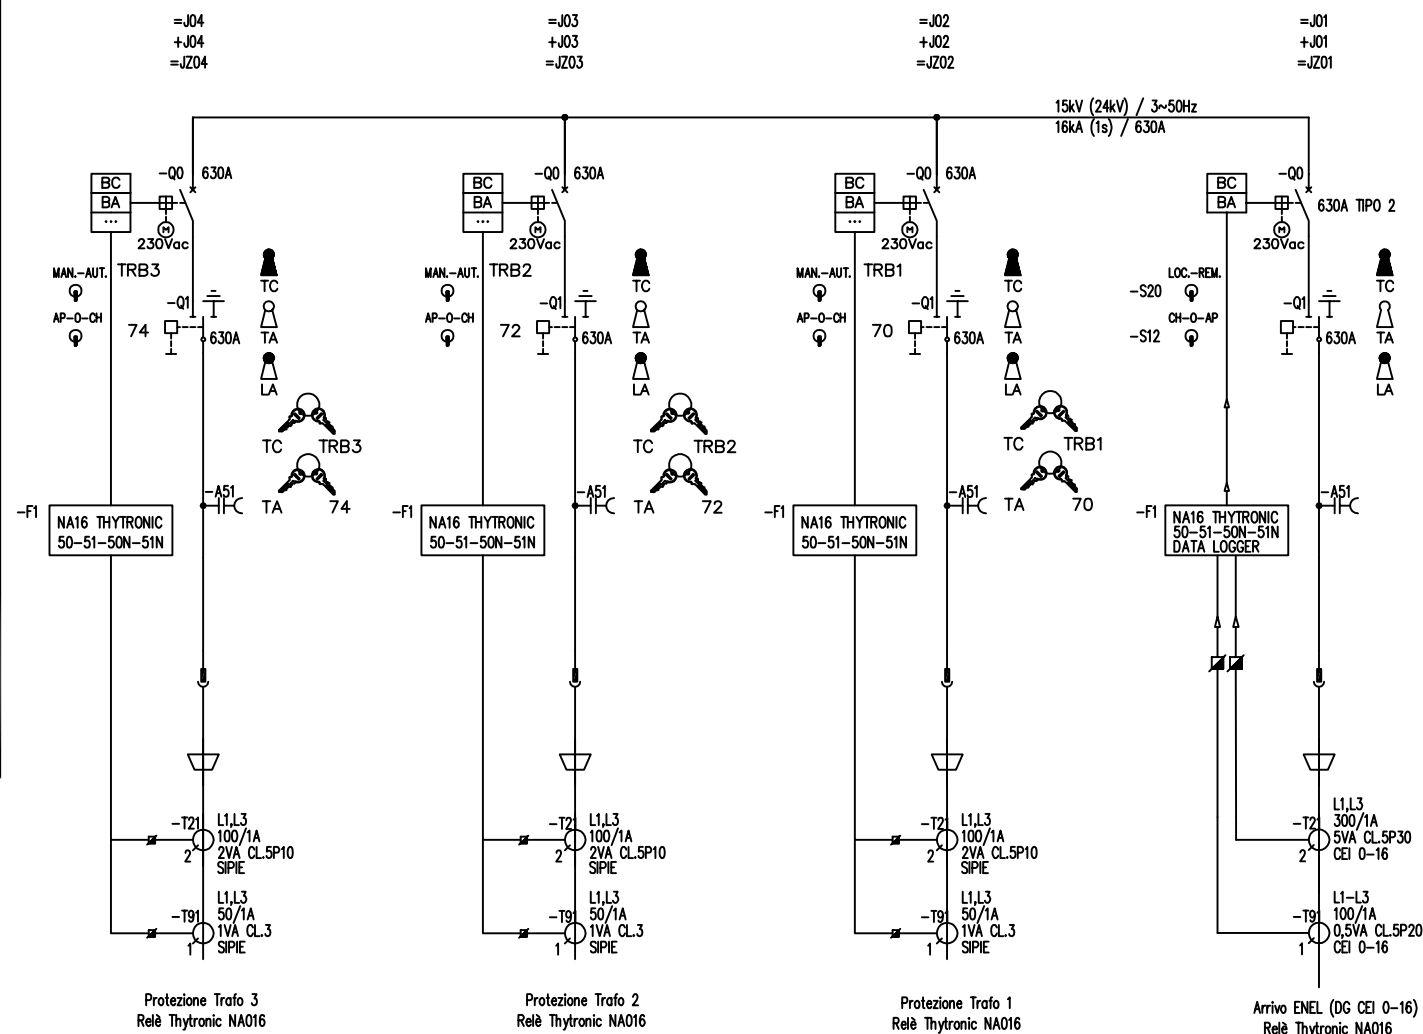 =J04
+J04
=JZ04
=J03
+J03
=JZ03
=J02
+J02
=JZ02
=J01
+J01
=JZ01
15kV (24kV) / 3~50Hz
16kA (1s) / 630A
BC
BA
...
-Q0
630A
M
230Vac
MAN.-AUT.
TRB3
AP-O-CH
-Q1
74
630A
TC
TA
LA
TC
TRB3
TA
74
-A51
-F1
NA16 THYTRONIC
50-51-50N-51N
-T21
2
L1,L3
100/1A
2VA CL.5P10
SIPIE
-T91
1
L1,L3
50/1A
1VA CL.3
SIPIE
Protezione Trafo 3
Relè Thytronic NA016
BC
BA
...
-Q0
630A
M
230Vac
MAN.-AUT.
TRB2
AP-O-CH
-Q1
72
630A
TC
TA
LA
TC
TRB2
TA
72
-A51
-F1
NA16 THYTRONIC
50-51-50N-51N
-T21
2
L1,L3
100/1A
2VA CL.5P10
SIPIE
-T91
1
L1,L3
50/1A
1VA CL.3
SIPIE
Protezione Trafo 2
Relè Thytronic NA016
BC
BA
...
-Q0
630A
M
230Vac
MAN.-AUT.
TRB1
AP-O-CH
-Q1
70
630A
TC
TA
LA
TC
TRB1
TA
70
-A51
-F1
NA16 THYTRONIC
50-51-50N-51N
-T21
2
L1,L3
100/1A
2VA CL.5P10
SIPIE
-T91
1
L1,L3
50/1A
1VA CL.3
SIPIE
Protezione Trafo 1
Relè Thytronic NA016
BC
BA
-Q0
630A TIPO 2
M
230Vac
LOC.-REM.
-S20
CH-O-AP
-S12
-Q1
630A
TC
TA
LA
-A51
-F1
NA16 THYTRONIC
50-51-50N-51N
DATA LOGGER
-T21
2
L1,L3
300/1A
5VA CL.5P30
CEI 0-16
-T91
1
L1-L3
100/1A
0,5VA CL.5P20
CEI 0-16
Arrivo ENEL (DG CEI 0-16)
Relè Thytronic NA016